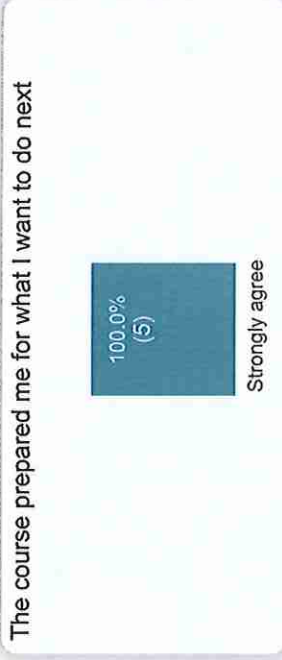 The course prepared me for what I want to do next
100.0%
(5)
Strongly agree